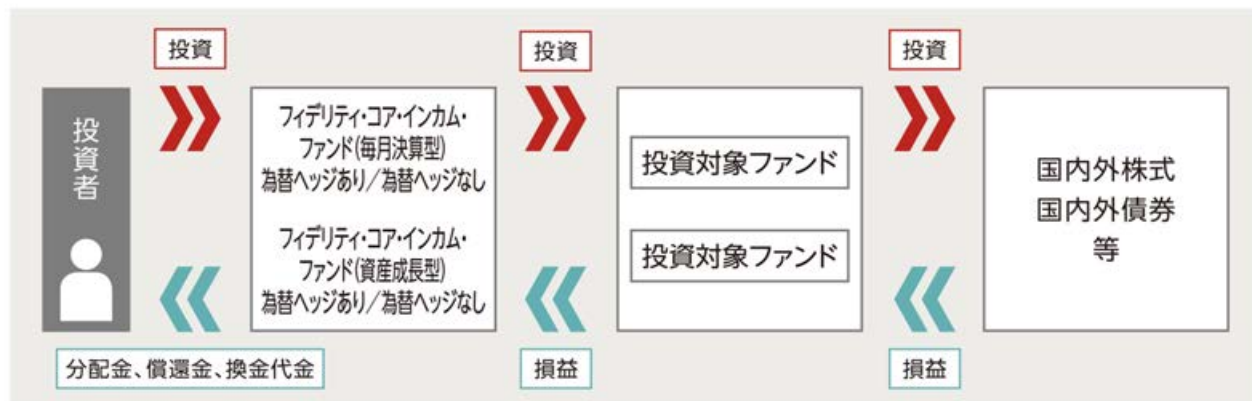 投資
投資
投資
投資者
フィデリティ・コア・インカム・
ファンド(毎月決算型)
為替ヘッジあり/為替ヘッジなし
フィデリティ・コア・インカム・
ファンド(資産成長型)
為替ヘッジあり/為替ヘッジなし
投資対象ファンド
投資対象ファンド
国内外株式
国内外債券
等
分配金、償還金、換金代金
損益
損益